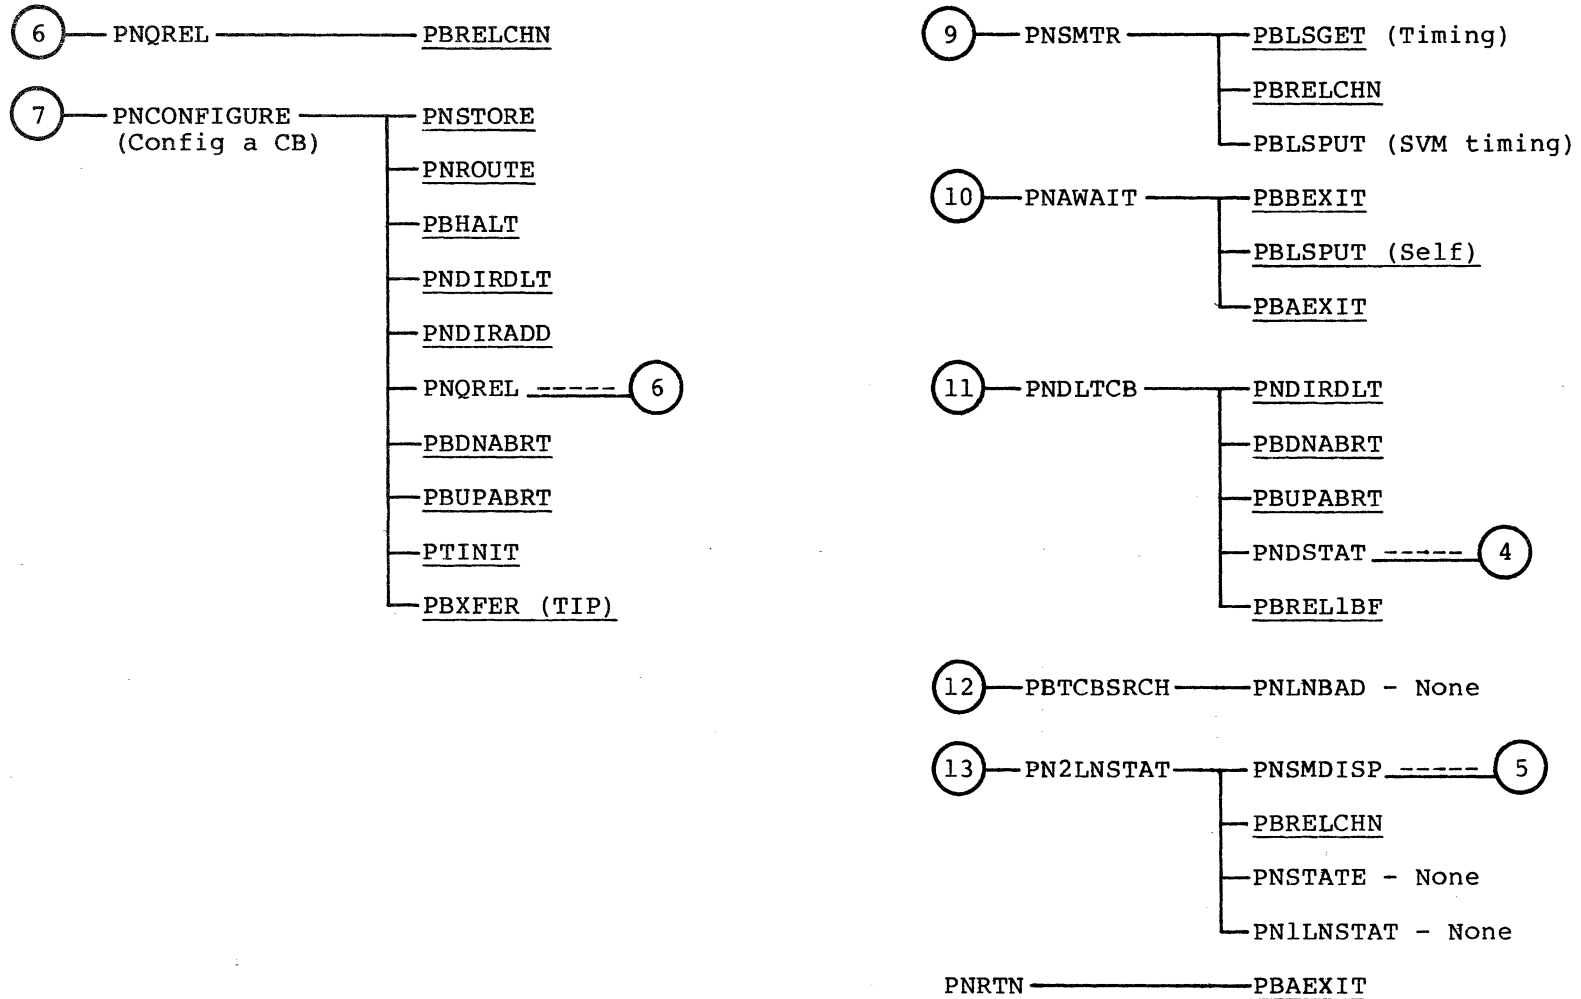 6 PNQREL PBRELCHN
7 PNCONFIGURE PNSTORE
(Config a CB)
PNROUTE
PBHALT
PNDIRDLT
PNDIRADD
PNQREL ----- 6
PBDNABRT
PBUPABRT
PTINIT
PBXFER (TIP)
9 PNSMTR PBLSGET (Timing)
PBRELCHN
PBLSPUT (SVM timing)
10 PNAWAIT PBBEXIT
PBLSPUT (Self)
PBAEXIT
11 PNDLTCB PNDIRDLT
PBDNABRT
PBUPABRT
PNDSTAT ----- 4
PBREL1BF
12 PBTCBSRCH PNLNBAD - None
13 PN2LNSTAT PNSMDISP ----- 5
PBRELCHN
PNSTATE - None
PN1LNSTAT - None
PNRTN PBAEXIT